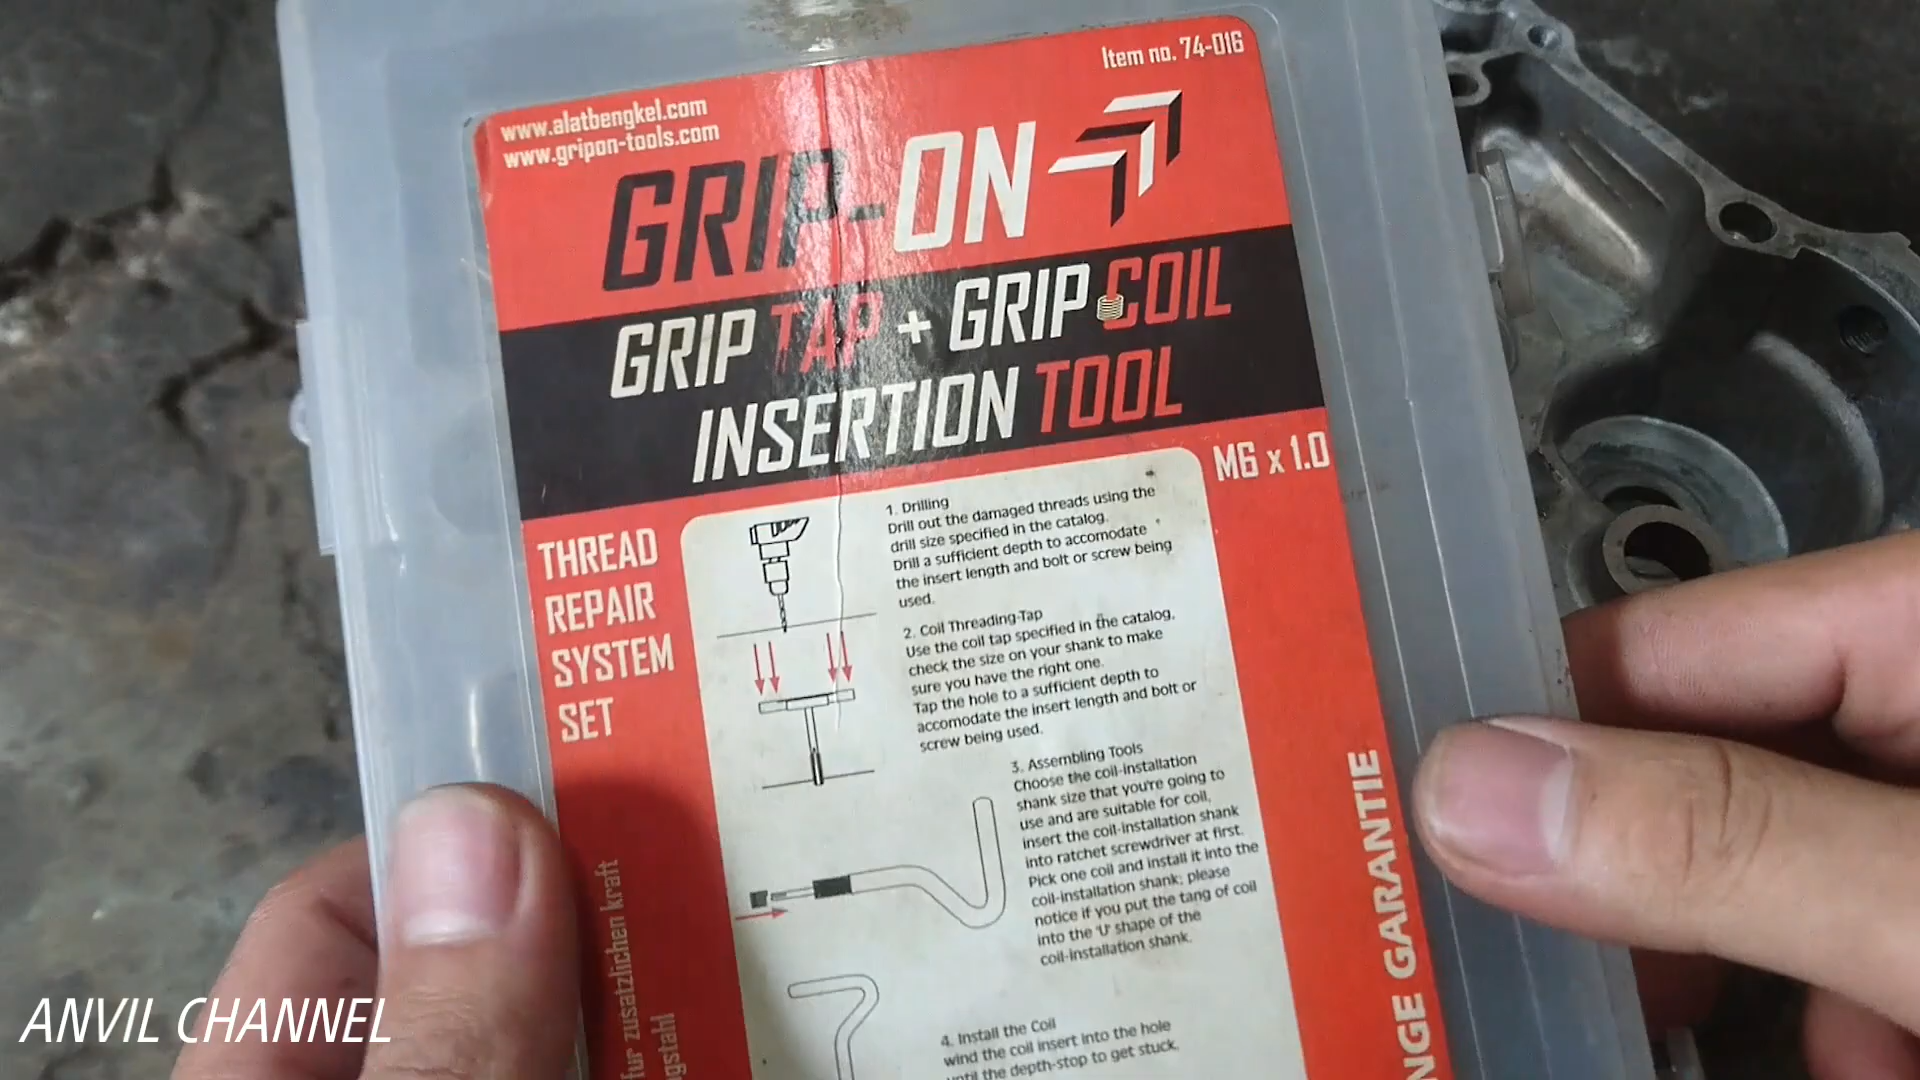 Item no. 74-016
www.alatbengkel.com
www.gripon-tools.com
GRIP-ON
GRIP TAP + GRIP COIL
INSERTION TOOL
M6 x 1.0
THREAD
REPAIR
SYSTEM
SET
1. Drilling
Drill out the damaged threads using the
drill size specified in the catalog.
Drill a sufficient depth to accomodate
the insert length and bolt or screw being
used.
2. Coil Threading-Tap
Use the coil tap specified in the catalog,
check the size on your shank to make
sure you have the right one.
Tap the hole to a sufficient depth to
accomodate the insert length and bolt or
screw being used.
3. Assembling Tools
Choose the coil-installation
shank size that you're going to
use and are suitable for coil,
insert the coil-installation shank
into ratchet screwdriver at first.
Pick one coil and install it into the
coil-installation shank; please
notice if you put the tang of coil
into the 'U' shape of the
coil-installation shank.
4. Install the Coil
wind the coil insert into the hole
until the depth-stop to get stuck,
für zusätzlichen kraft
GARANTIE
ANVIL CHANNEL